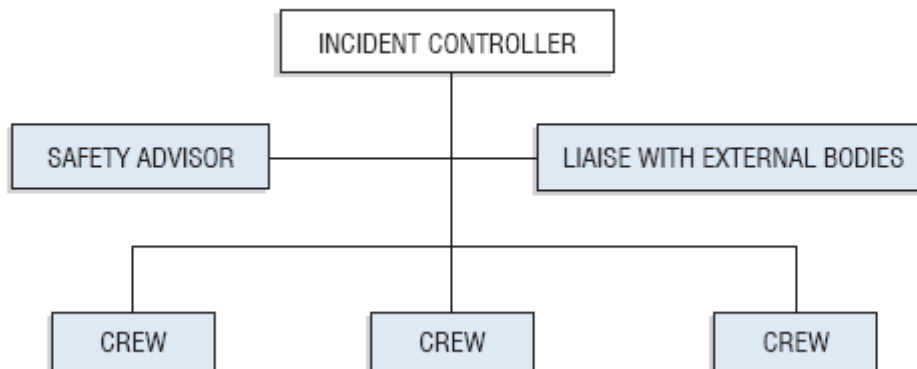 INCIDENT CONTROLLER
SAFETY ADVISOR
LIAISE WITH EXTERNAL BODIES
CREW
CREW
CREW